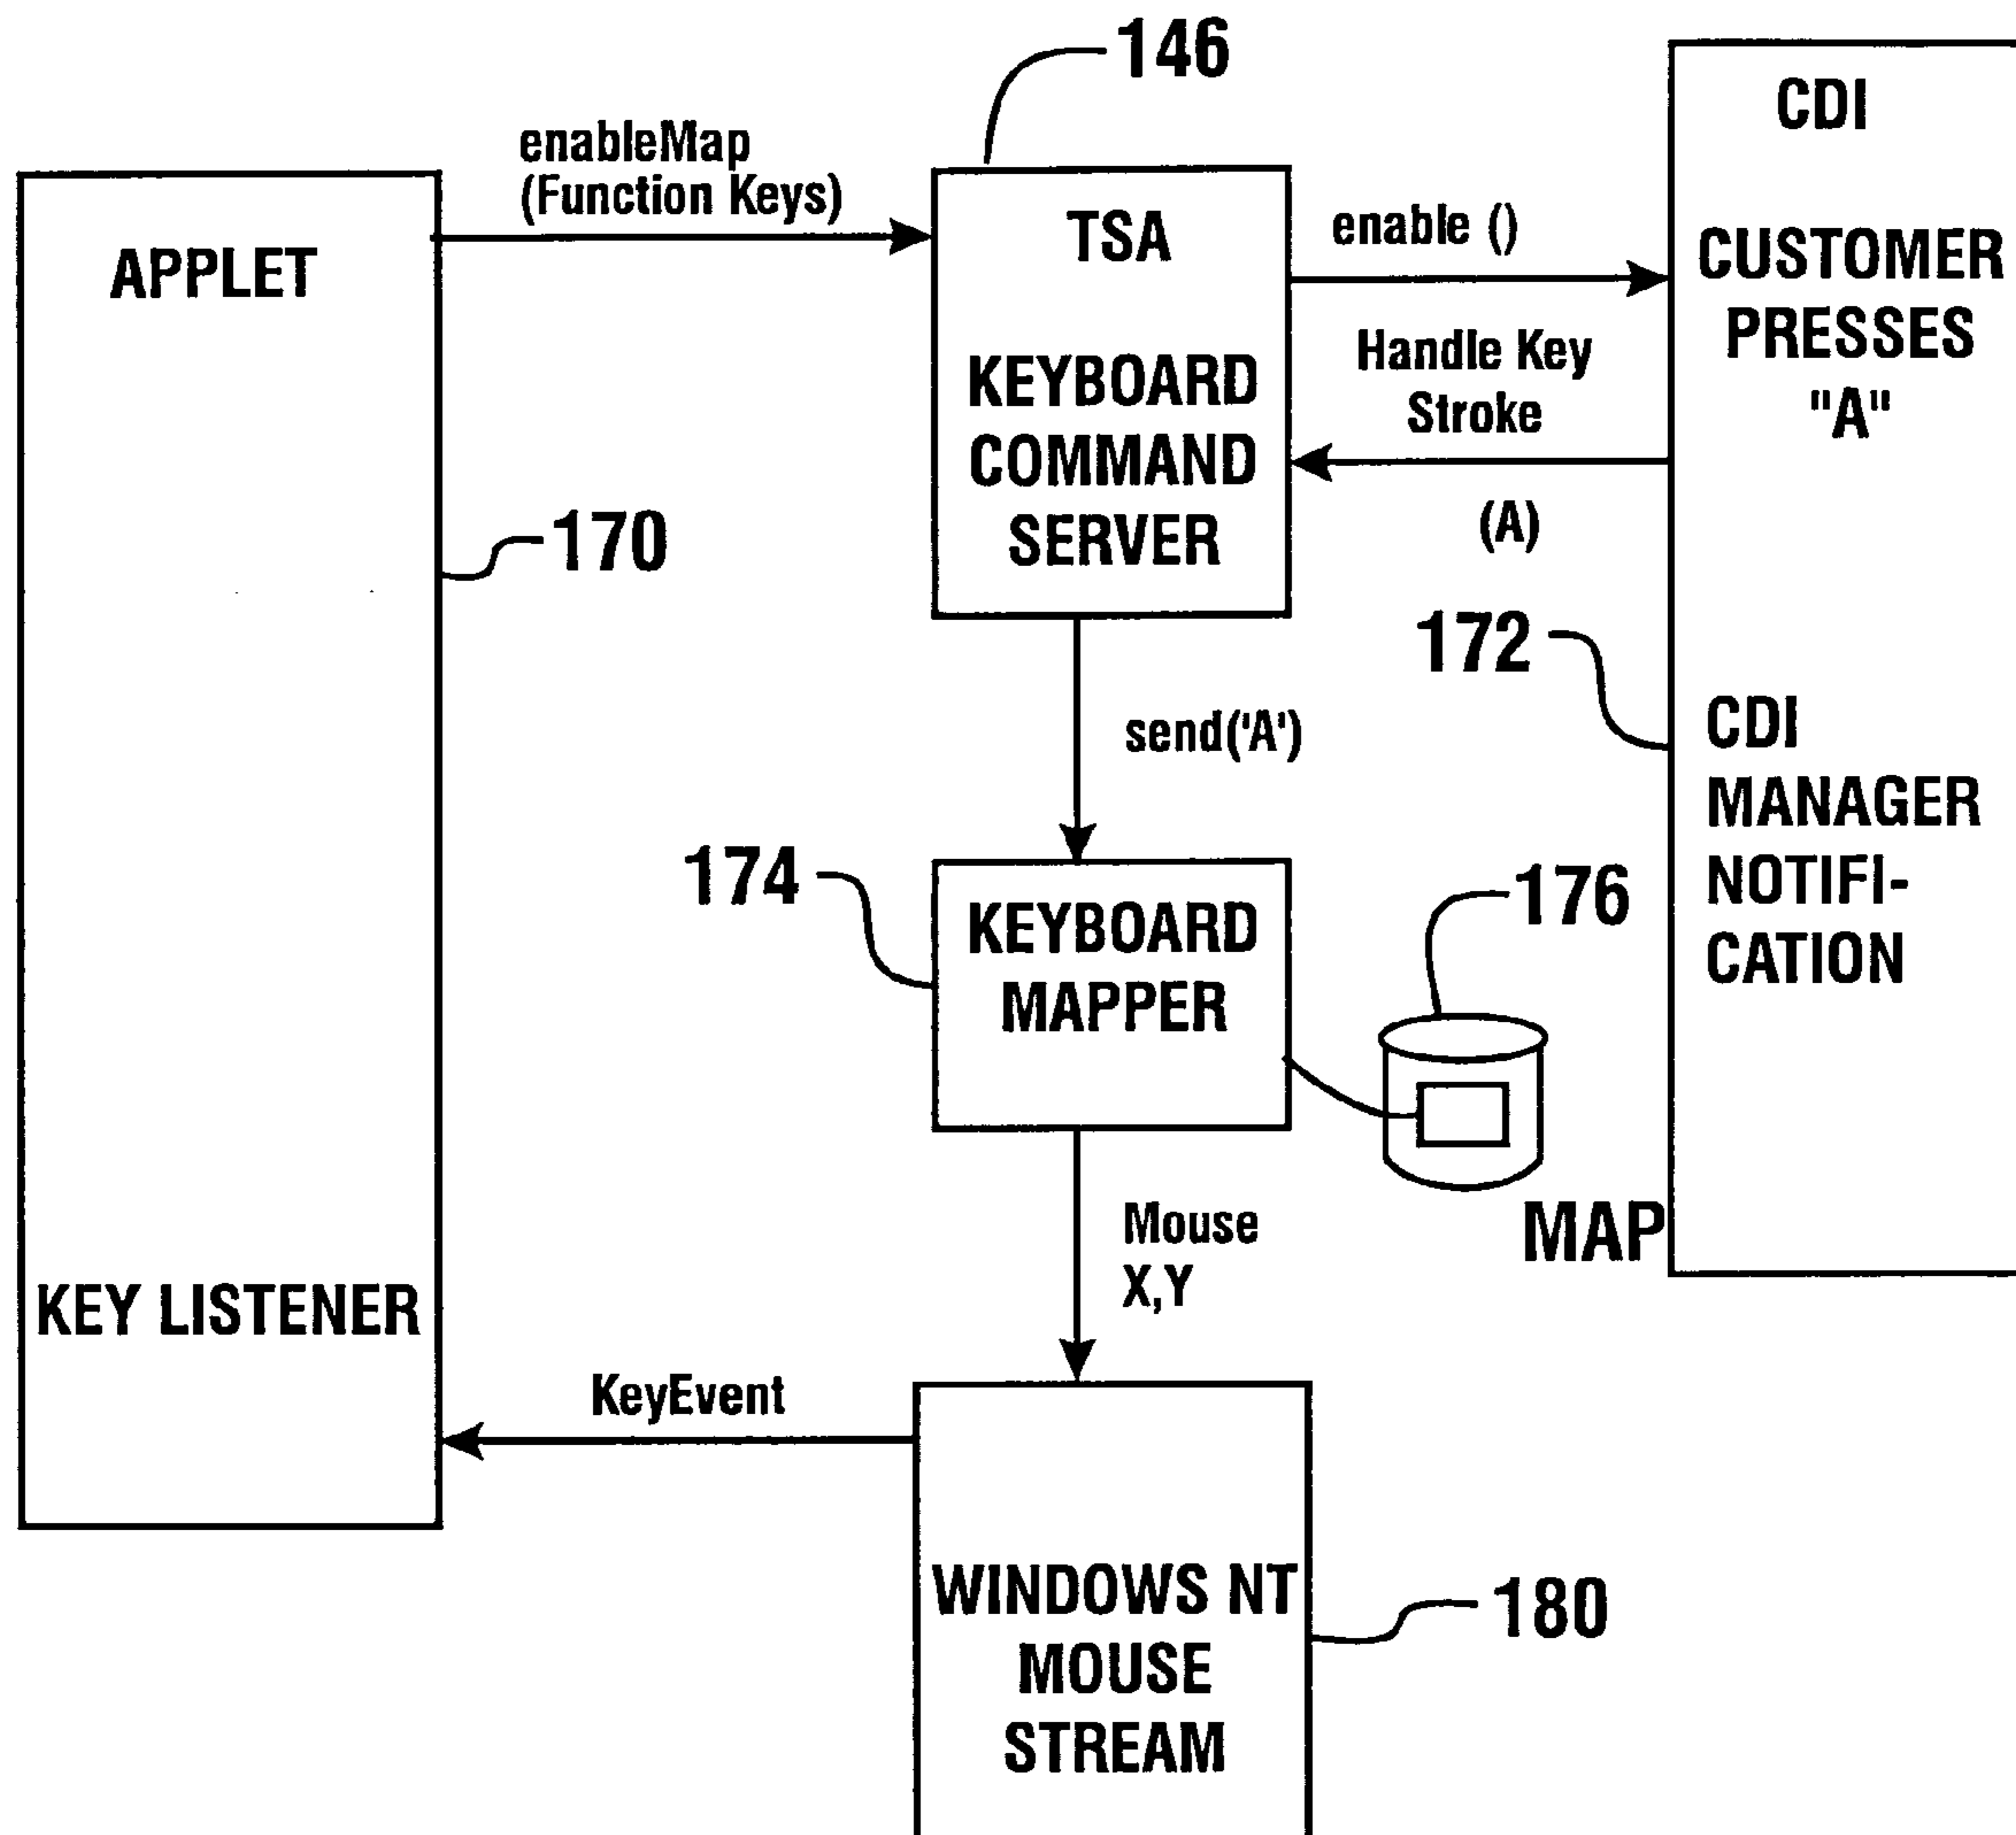 146
CDI
enableMap
(Function Keys)
APPLET
TSA
enable ()
CUSTOMER
PRESSES
"A"
KEYBOARD
COMMAND
SERVER
Handle Key
Stroke
(A)
170
172
send('A')
CDI
MANAGER
NOTIFI-
CATION
174
KEYBOARD
MAPPER
176
MAP
Mouse
X,Y
KEY LISTENER
KeyEvent
WINDOWS NT
MOUSE
STREAM
180